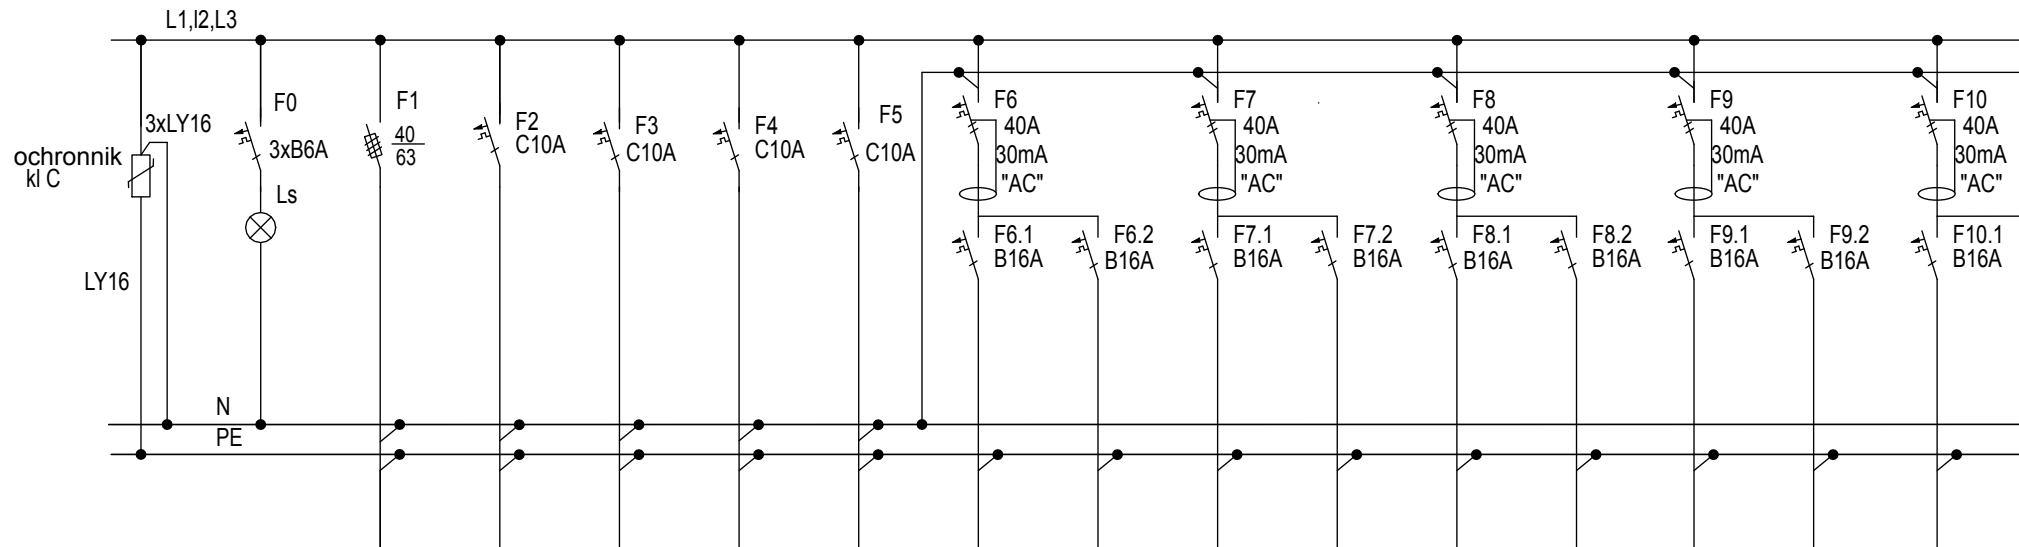 L1,l2,L3
3xLY16
ochronnik
kl C
LY16
F0
3xB6A
Ls
F1
40
63
F2
C10A
F3
C10A
F4
C10A
F5
C10A
F6
40A
30mA
"AC"
F6.1
B16A
F6.2
B16A
F7
40A
30mA
"AC"
F7.1
B16A
F7.2
B16A
F8
40A
30mA
"AC"
F8.1
B16A
F8.2
B16A
F9
40A
30mA
"AC"
F9.1
B16A
F9.2
B16A
F10
40A
30mA
"AC"
F10.1
B16A
N
PE